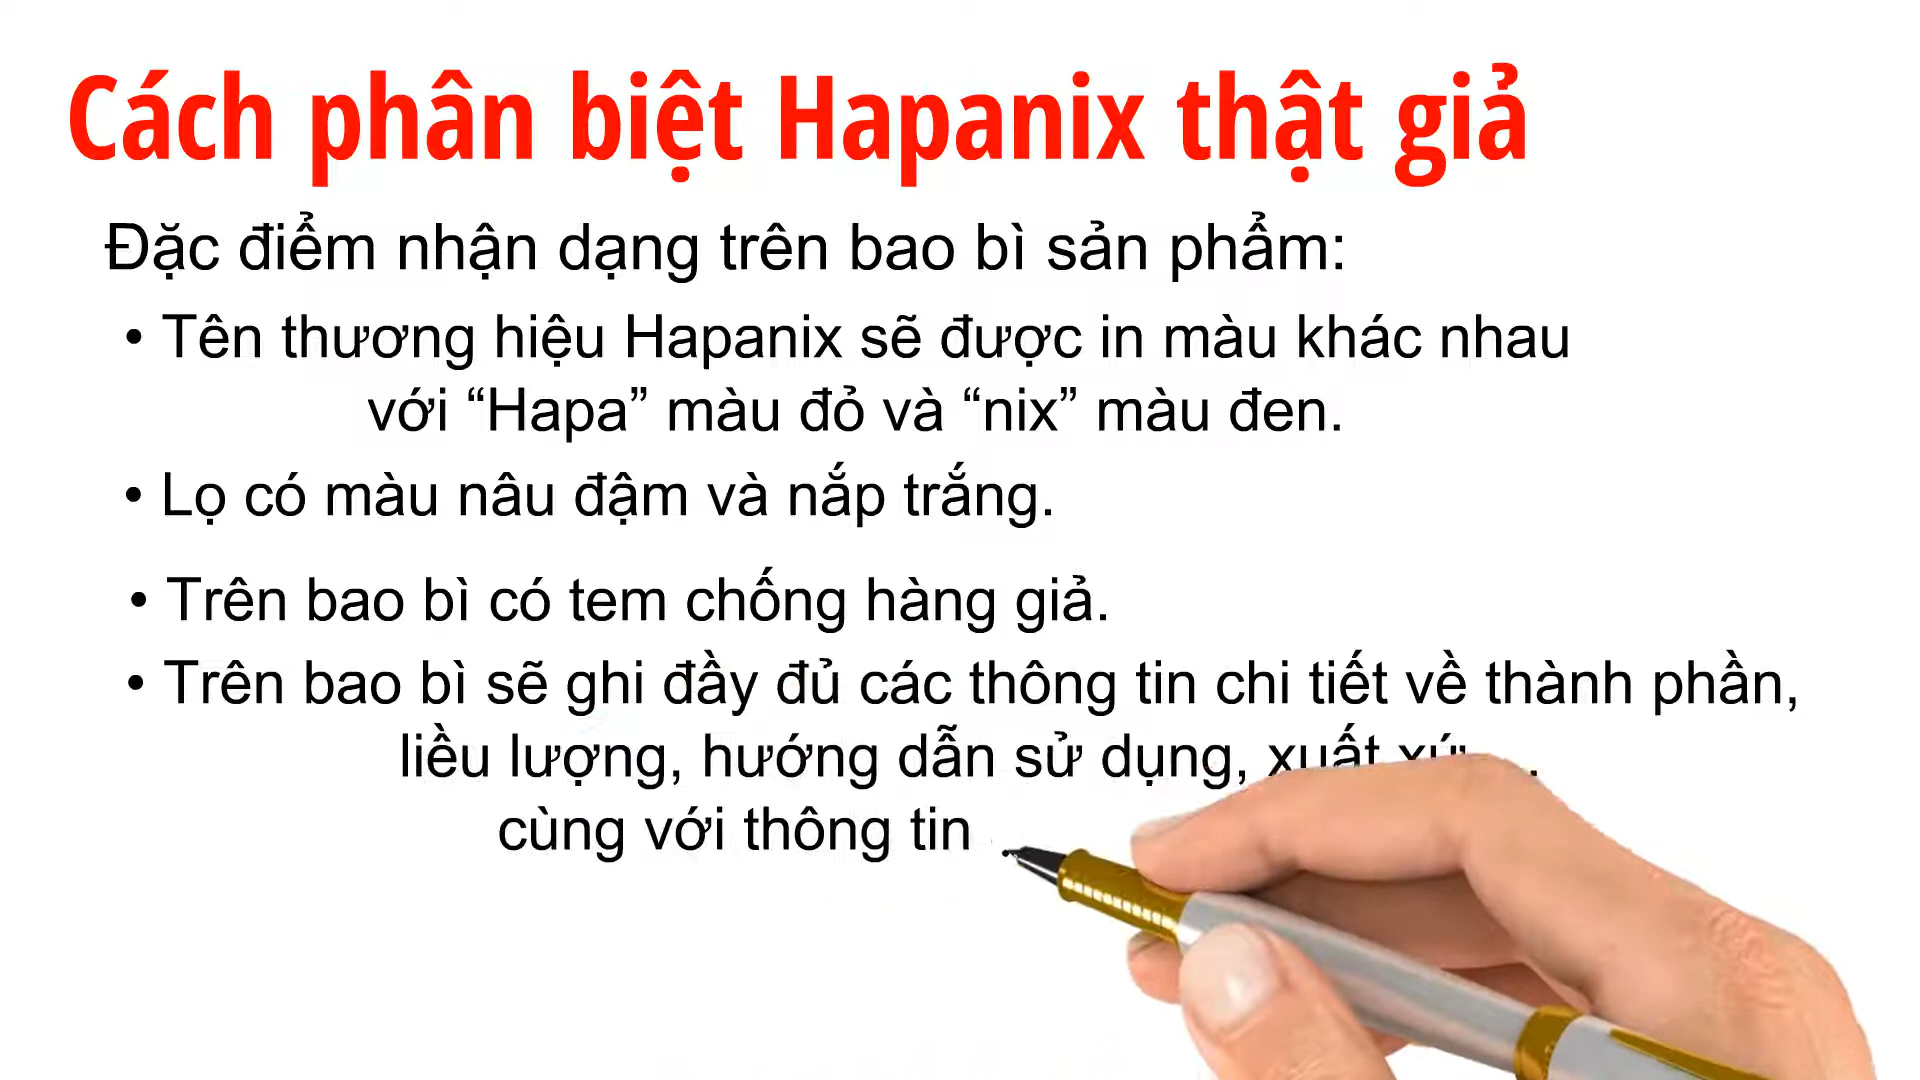 Cách phân biệt Hapanix thật giả
Đặc điểm nhận dạng trên bao bì sản phẩm:
• Tên thương hiệu Hapanix sẽ được in màu khác nhau
với “Hapa” màu đỏ và “nix” màu đen.
• Lọ có màu nâu đậm và nắp trắng.
• Trên bao bì có tem chống hàng giả.
• Trên bao bì sẽ ghi đầy đủ các thông tin chi tiết về thành phần,
liều lượng, hướng dẫn sử dụng, xuất xứ
cùng với thông tin